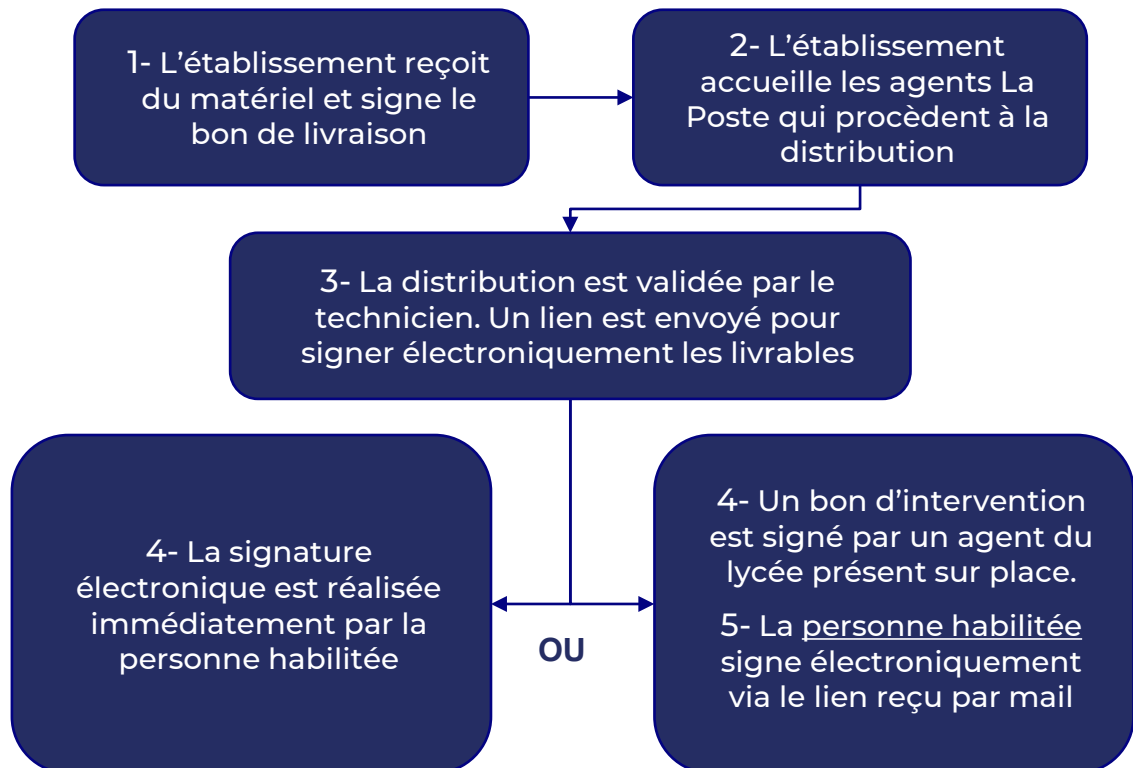 1- L’établissement reçoit
du matériel et signe le
bon de livraison
2- L’établissement
accueille les agents La
Poste qui procèdent à la
distribution
3- La distribution est validée par le
technicien. Un lien est envoyé pour
signer électroniquement les livrables
4- La signature
électronique est réalisée
immédiatement par la
personne habilitée
OU
4- Un bon d’intervention
est signé par un agent du
lycée présent sur place.
5- La personne habilitée
signe électroniquement
via le lien reçu par mail